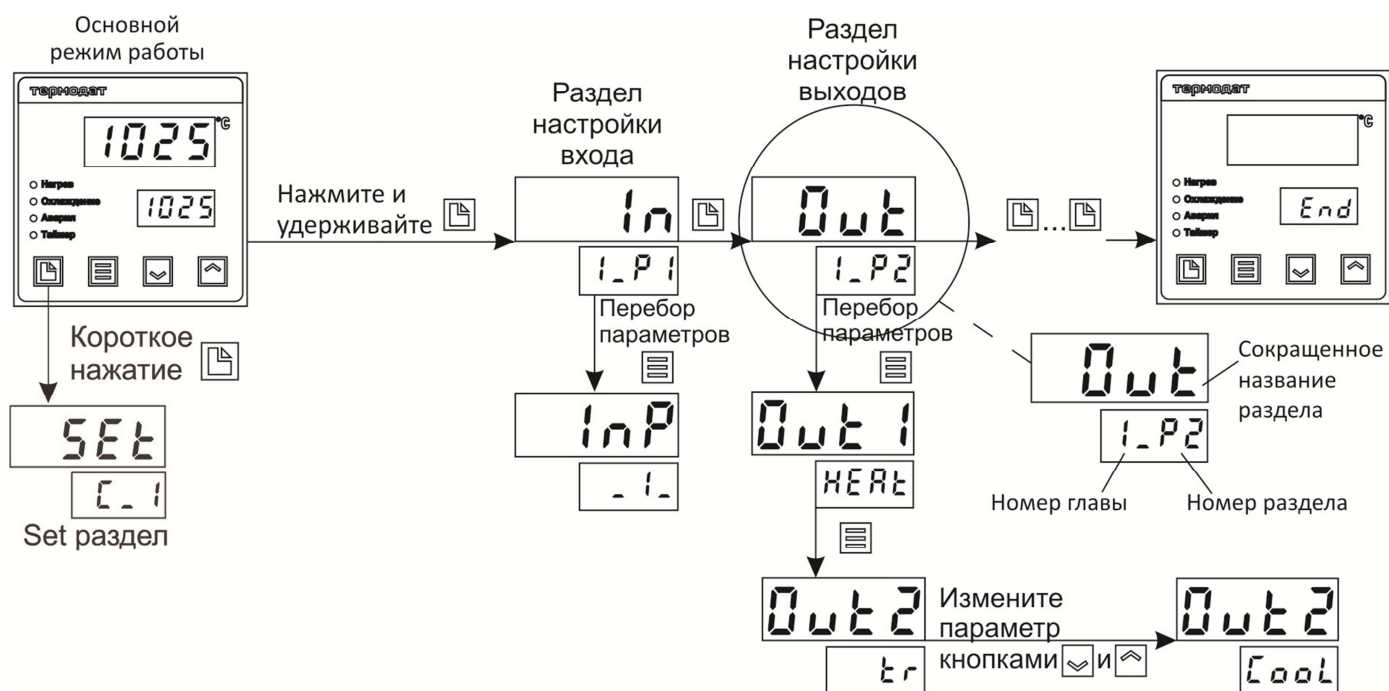 Основной
режим работы
термодат
1025
°C
Нагрев
Охлаждение
Авария
Таймер
1025
Короткое
нажатие
SEt
C_1
Set раздел
Нажмите и
удерживайте
Раздел
настройки
входа
In
1_P1
Перебор
параметров
InP
_1_
Раздел
настройки
выходов
Out
1_P2
Перебор
параметров
Out1
HEAt
Out2
tr
Измените
параметр
кнопками и
Out2
CooL
...
термодат
°C
Нагрев
Охлаждение
Авария
Таймер
End
Out
1_P2
Сокращенное
название
раздела
Номер главы
Номер раздела